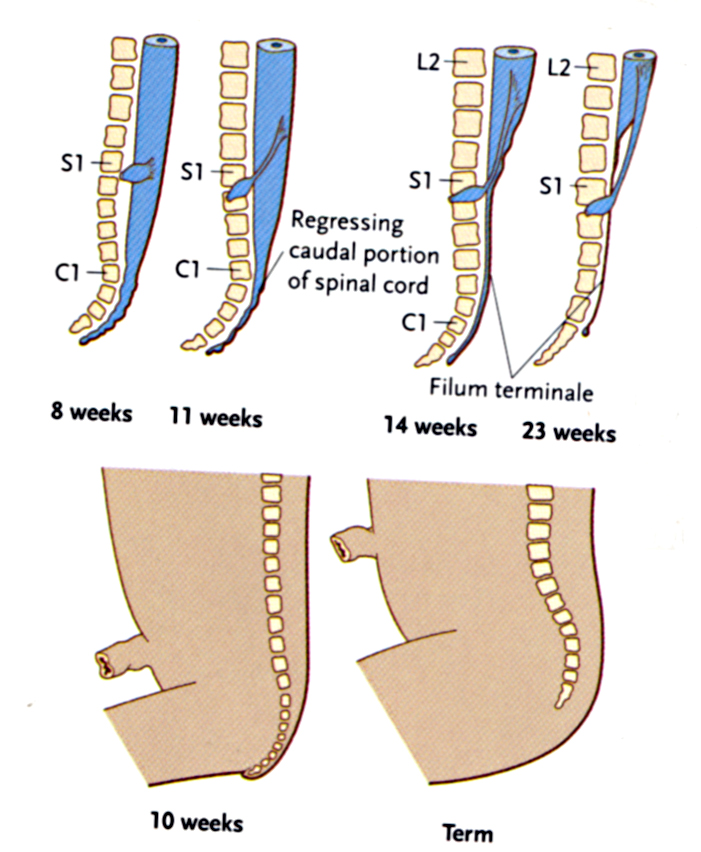 L2
L2
S1
S1
S1
S1
Regressing
caudal portion
of spinal cord
C1
C1
C1
Filum terminale
8 weeks
11 weeks
14 weeks
23 weeks
10 weeks
Term